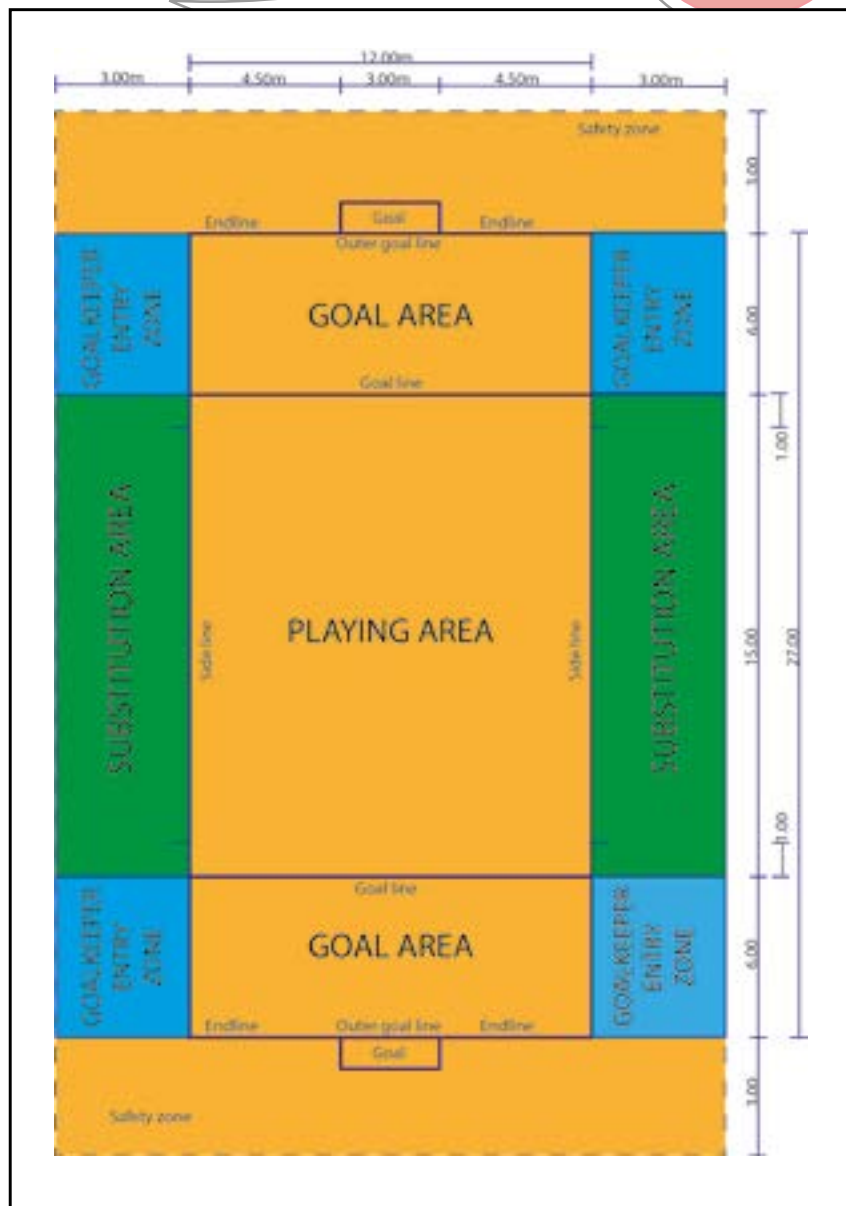 12.00m
3.00m 4.50m 3.00m 4.50m 3.00m
Safety zone
1.00
Endline Goal Endline
Outer goal line
GOALKEEPER
ENTRY
ZONE
GOAL AREA
GOALKEEPER
ENTRY
ZONE
6.00
Goal line
1.00
SUBSTITUTION AREA
Side line
PLAYING AREA
Side line
SUBSTITUTION AREA
15.00
27.00
1.00
Goal line
GOALKEEPER
ENTRY
ZONE
GOAL AREA
GOALKEEPER
ENTRY
ZONE
6.00
Endline Outer goal line Endline
Goal
Safety zone
1.00